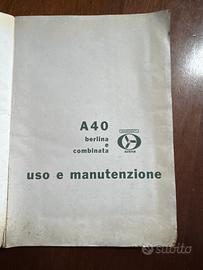 A40
berlina
e
combinata
uso e manutenzione
subito